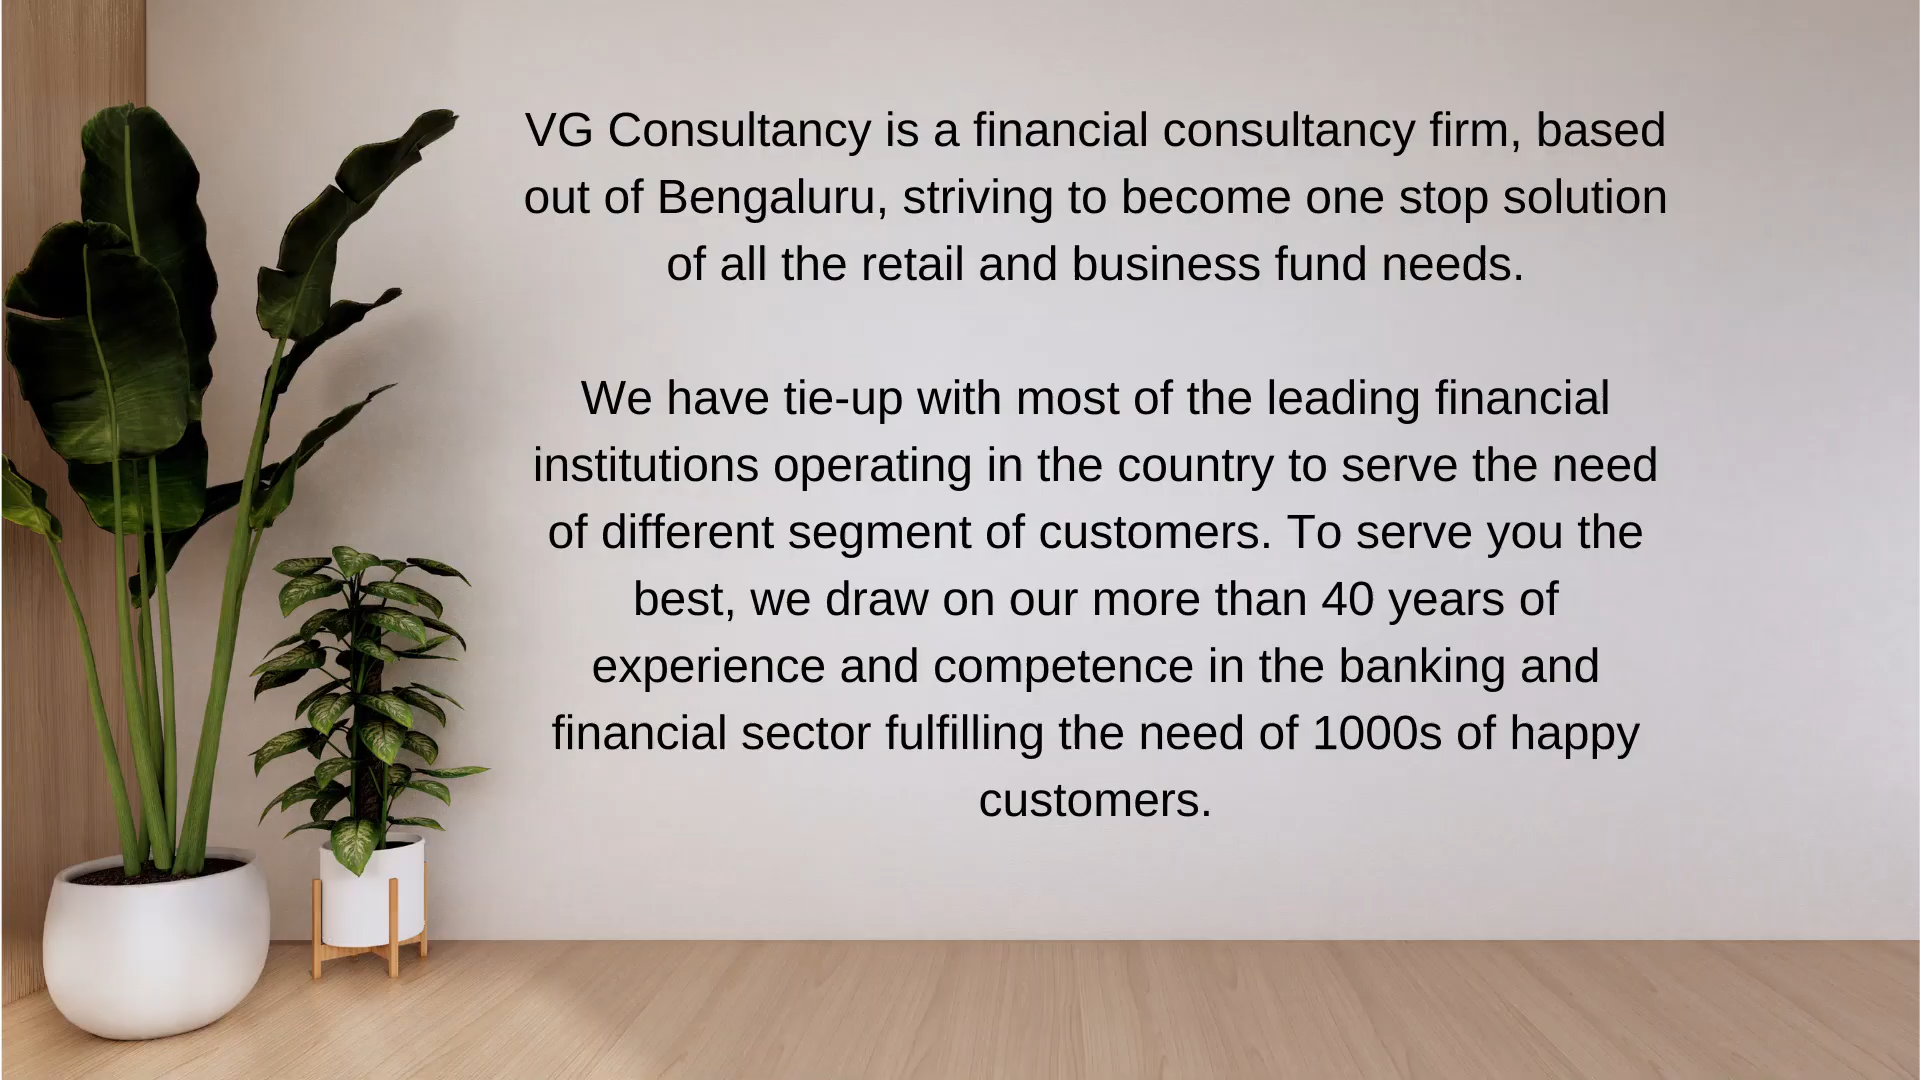 VG Consultancy is a financial consultancy firm, based
out of Bengaluru, striving to become one stop solution
of all the retail and business fund needs.
We have tie-up with most of the leading financial
institutions operating in the country to serve the need
of different segment of customers. To serve you the
best, we draw on our more than 40 years of
experience and competence in the banking and
financial sector fulfilling the need of 1000s of happy
customers.